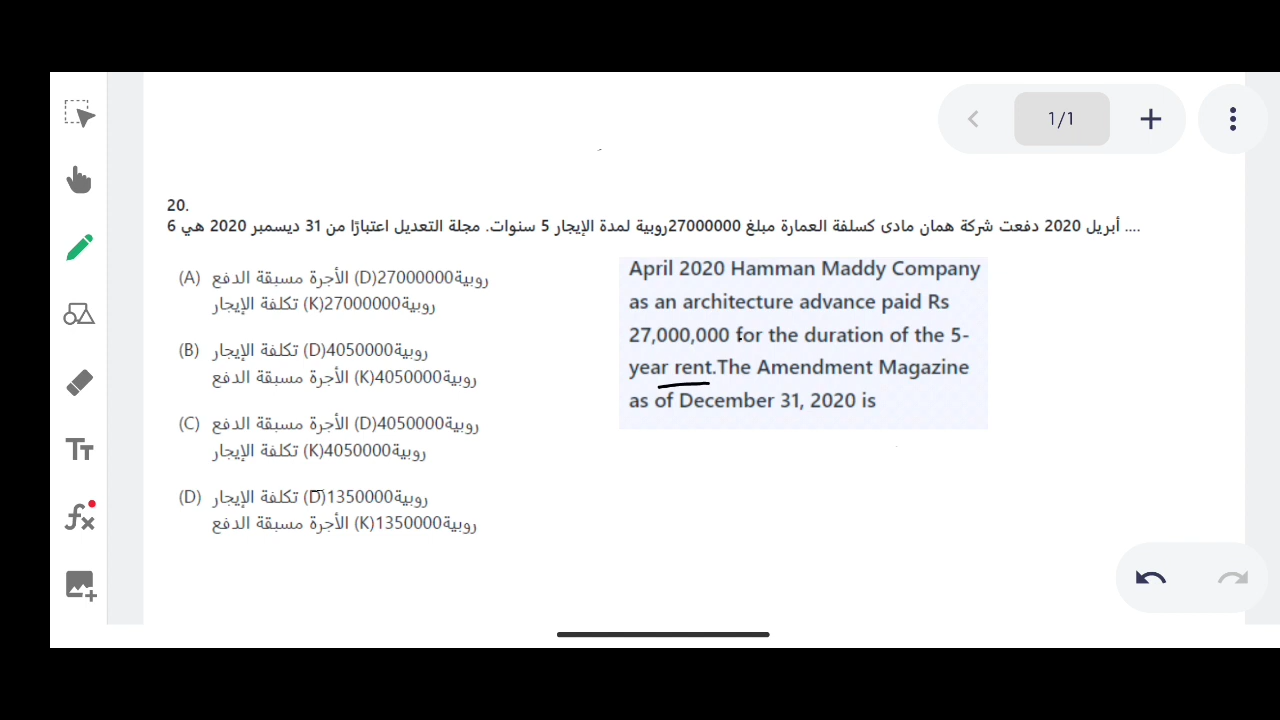 1/1
20.
6 أبريل 2020 دفعت شركة همان مادى كسلفة العمارة مبلغ 27000000روبية لمدة الإيجار 5 سنوات. مجلة التعديل اعتبارًا من 31 ديسمبر 2020 هي ....
(A) الأجرة مسبقة الدفع (D)27000000روبية
تكلفة الإيجار (K)27000000روبية
(B) تكلفة الإيجار (D)4050000روبية
الأجرة مسبقة الدفع (K)4050000روبية
(C) الأجرة مسبقة الدفع (D)4050000روبية
تكلفة الإيجار (K)4050000روبية
(D) تكلفة الإيجار (D)1350000روبية
الأجرة مسبقة الدفع (K)1350000روبية
April 2020 Hamman Maddy Company
as an architecture advance paid Rs
27,000,000 for the duration of the 5-
year rent.The Amendment Magazine
as of December 31, 2020 is
Tт
fx